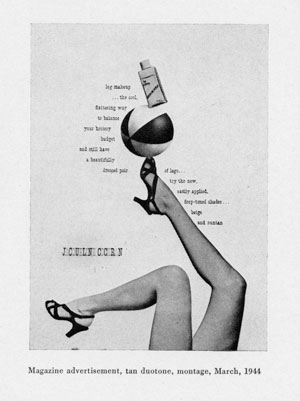 leg makeup
... the cool,
flattering way
to balance
your hosiery
budget
and still have
a beautifully
dressed pair
of legs...
try the new,
easily applied,
deep-toned shades...
beige
and suntan
Magazine advertisement, tan duotone, montage, March, 1944